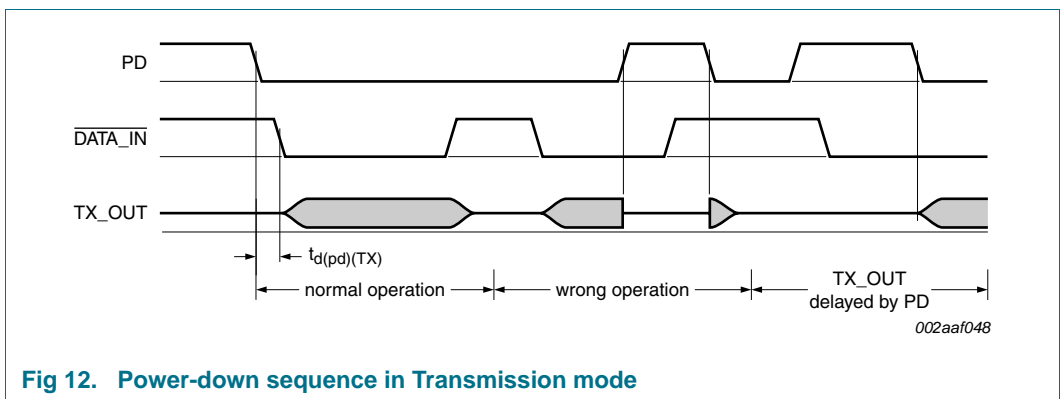 PD
DATA_IN
TX_OUT
td(pd)(TX)
normal operation
wrong operation
TX_OUT
delayed by PD
002aaf048
Fig 12. Power-down sequence in Transmission mode